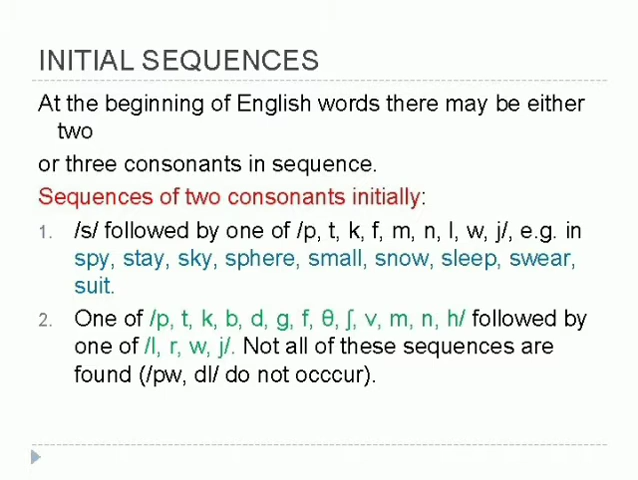 INITIAL SEQUENCES
At the beginning of English words there may be either
two
or three consonants in sequence.
Sequences of two consonants initially:
1. /s/ followed by one of /p, t, k, f, m, n, l, w, j/, e.g. in
spy, stay, sky, sphere, small, snow, sleep, swear,
suit.
2. One of /p, t, k, b, d, g, f, θ, ʃ, v, m, n, h/ followed by
one of /l, r, w, j/. Not all of these sequences are
found (/pw, dl/ do not occcur).